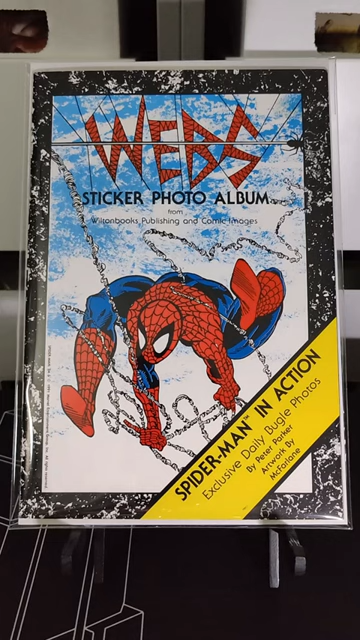 WEBS
STICKER PHOTO ALBUM
from
Wiltonbooks Publishing and Comic Images
SPIDER-MAN™ IN ACTION
Exclusive Daily Bugle Photos
By Peter Parker
Artwork By
McFarlane